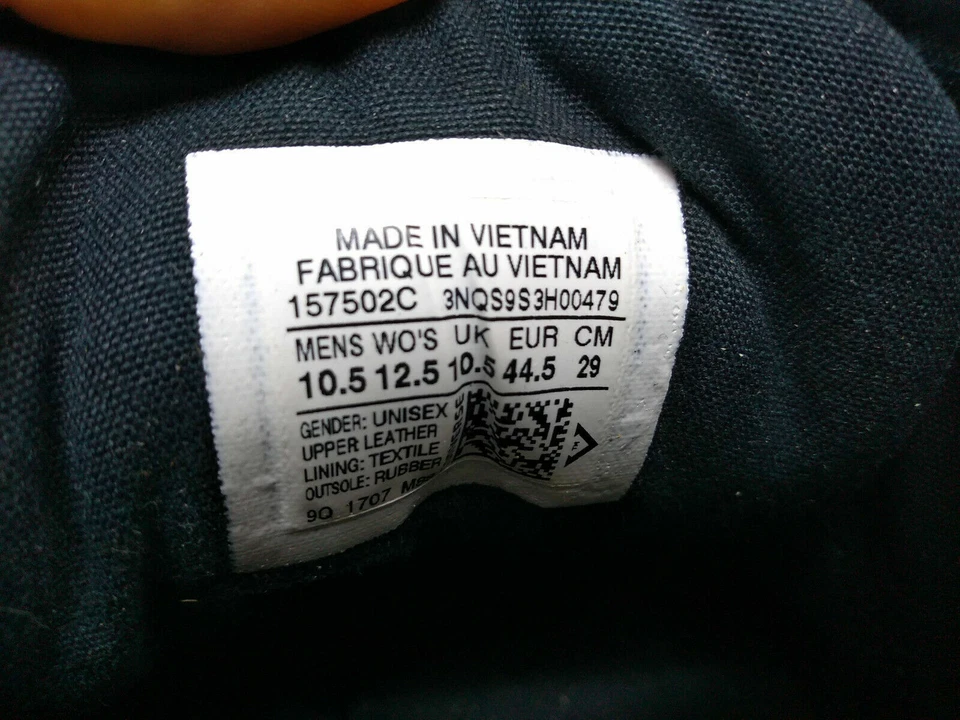 MADE IN VIETNAM
FABRIQUE AU VIETNAM
157502C 3NQS9S3H00479
MENS WO'S UK EUR CM
10.5 12.5 10.5 44.5 29
GENDER: UNISEX
UPPER: LEATHER
LINING: TEXTILE
OUTSOLE: RUBBER
9Q 1707